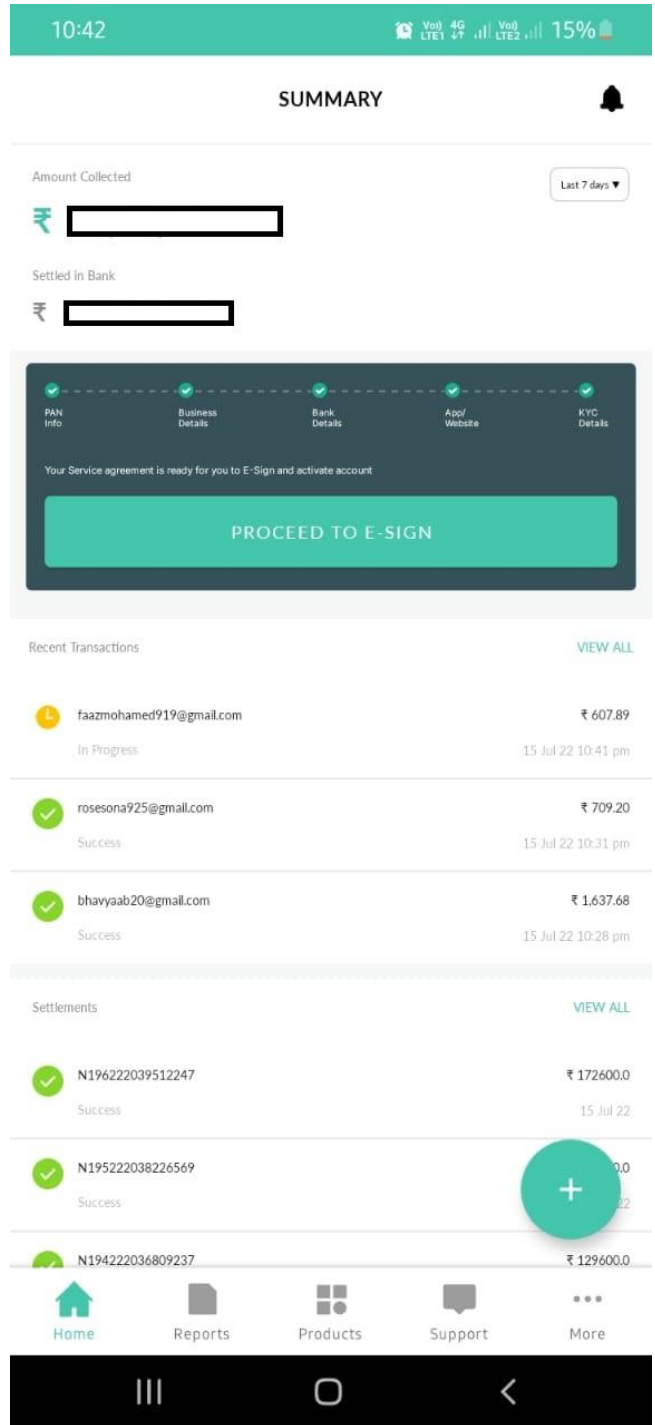 10:42 Vo)) LTE1 4G Vo)) LTE2 15%
SUMMARY
Amount Collected
Last 7 days ▼
₹
Settled in Bank
₹
PAN Info
Business Details
Bank Details
App/ Website
KYC Details
Your Service agreement is ready for you to E-Sign and activate account
PROCEED TO E-SIGN
Recent Transactions VIEW ALL
faazmohamed919@gmail.com ₹ 607.89
In Progress 15 Jul 22 10:41 pm
rosesona925@gmail.com ₹ 709.20
Success 15 Jul 22 10:31 pm
bhavyaab20@gmail.com ₹ 1,637.68
Success 15 Jul 22 10:28 pm
Settlements VIEW ALL
N196222039512247 ₹ 172600.0
Success 15 Jul 22
N195222038226569
Success
N194222036809237 ₹ 129600.0
Home Reports Products Support More